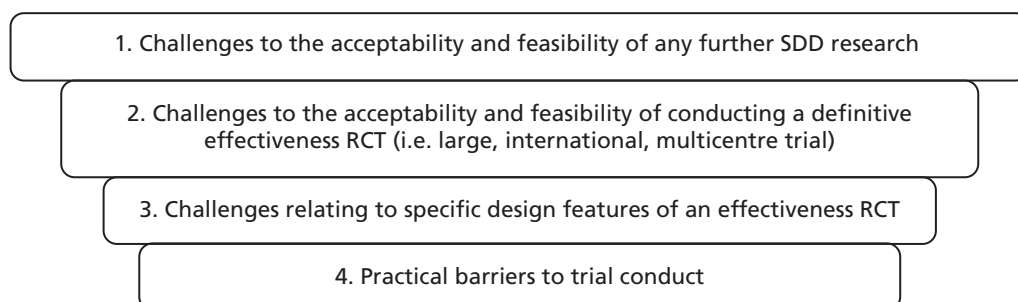 1. Challenges to the acceptability and feasibility of any further SDD research
2. Challenges to the acceptability and feasibility of conducting a definitive
effectiveness RCT (i.e. large, international, multicentre trial)
3. Challenges relating to specific design features of an effectiveness RCT
4. Practical barriers to trial conduct